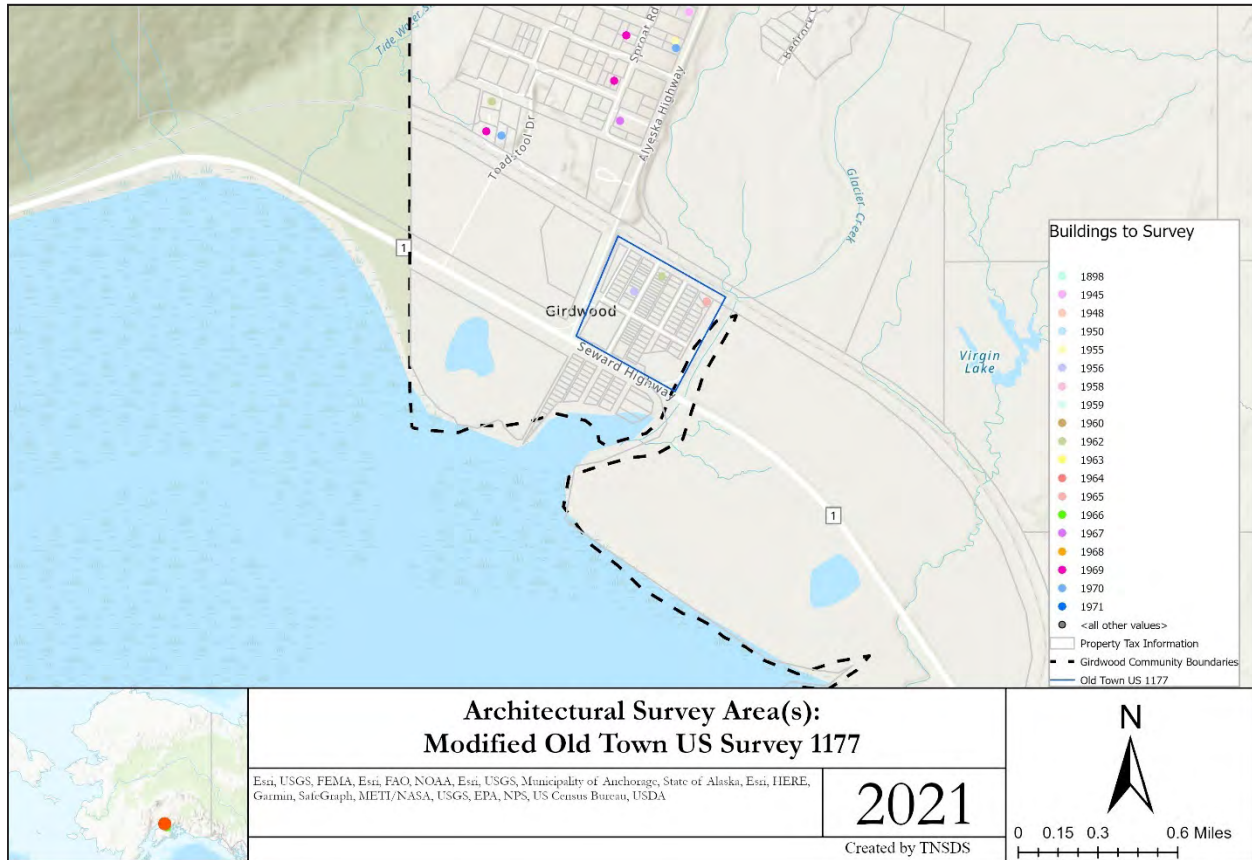 Tide Water S
Sproar Rd
Bedrock C
Toadstool Dr
Alyeska Highway
Glacier Creek
1
Girdwood
Seward Highway
Virgin
Lake
1
Buildings to Survey
1898
1945
1948
1950
1955
1956
1958
1959
1960
1962
1963
1964
1965
1966
1967
1968
1969
1970
1971
<all other values>
Property Tax Information
Girdwood Community Boundaries
Old Town US 1177
Architectural Survey Area(s):
Modified Old Town US Survey 1177
Esri, USGS, FEMA, Esri, FAO, NOAA, Esri, USGS, Municipality of Anchorage, State of Alaska, Esri, HERE,
Garmin, SafeGraph, METI/NASA, USGS, EPA, NPS, US Census Bureau, USDA
2021
Created by TNSDS
N
0 0.15 0.3 0.6 Miles